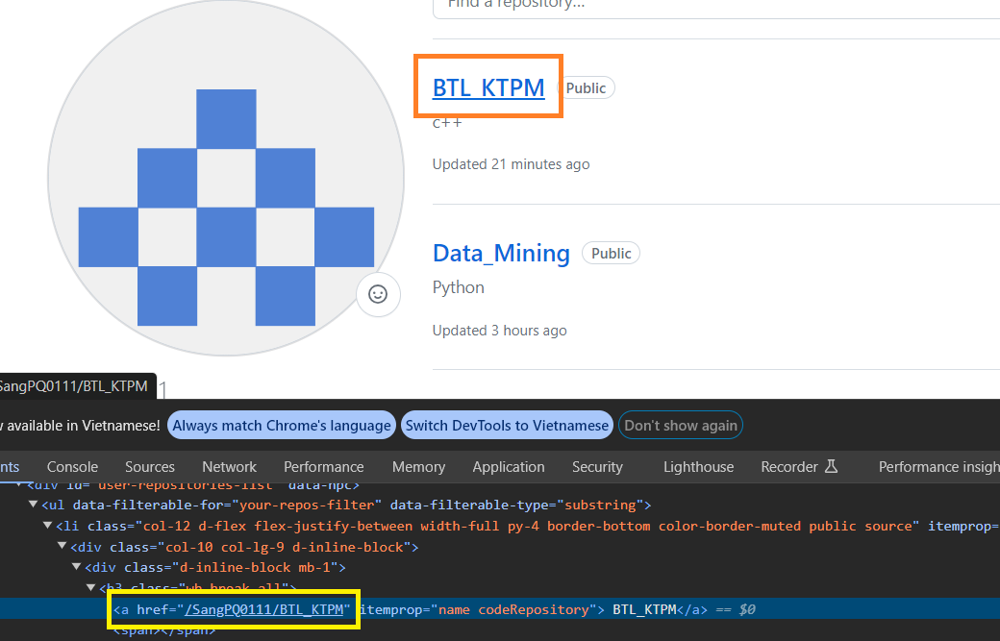 Find a repository...
BTL_KTPM Public
c++
Updated 21 minutes ago
Data_Mining Public
Python
Updated 3 hours ago
SangPQ0111/BTL_KTPM
1
w available in Vietnamese! Always match Chrome's language Switch DevTools to Vietnamese Don't show again
nts Console Sources Network Performance Memory Application Security Lighthouse Recorder Performance insigh
<div id="user-repositories-list" data-hpc>
<ul data-filterable-for="your-repos-filter" data-filterable-type="substring">
<li class="col-12 d-flex flex-justify-between width-full py-4 border-bottom color-border-muted public source" itemprop=
<div class="col-10 col-lg-9 d-inline-block">
<div class="d-inline-block mb-1">
<h3 class="wb-break-all">
<a href="/SangPQ0111/BTL_KTPM" itemprop="name codeRepository"> BTL_KTPM</a> == $0
<span></span>